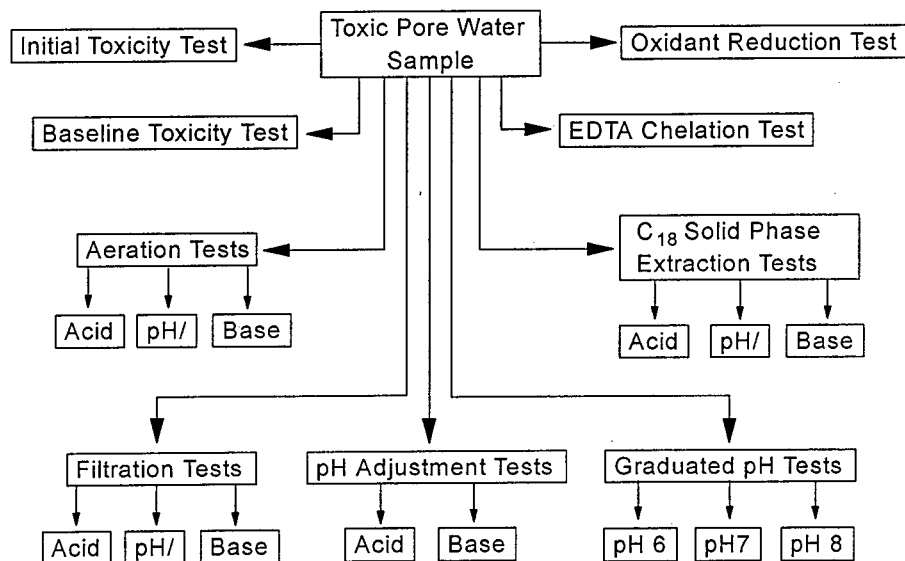 Toxic Pore Water
Sample
Initial Toxicity Test
Oxidant Reduction Test
Baseline Toxicity Test
EDTA Chelation Test
Aeration Tests
Acid
pH/
Base
C18 Solid Phase
Extraction Tests
Acid
pH/
Base
Filtration Tests
Acid
pH/
Base
pH Adjustment Tests
Acid
Base
Graduated pH Tests
pH 6
pH7
pH 8